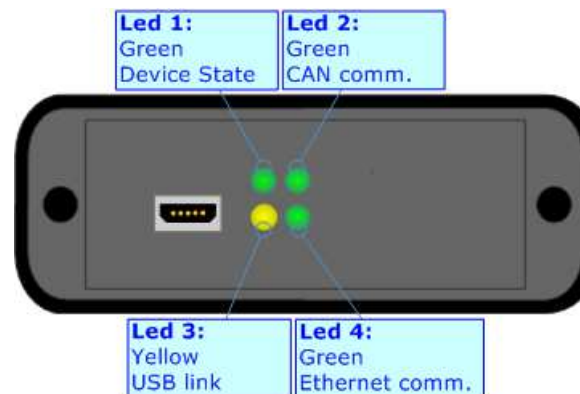 Led 1:
Green
Device State
Led 2:
Green
CAN comm.
Led 3:
Yellow
USB link
Led 4:
Green
Ethernet comm.